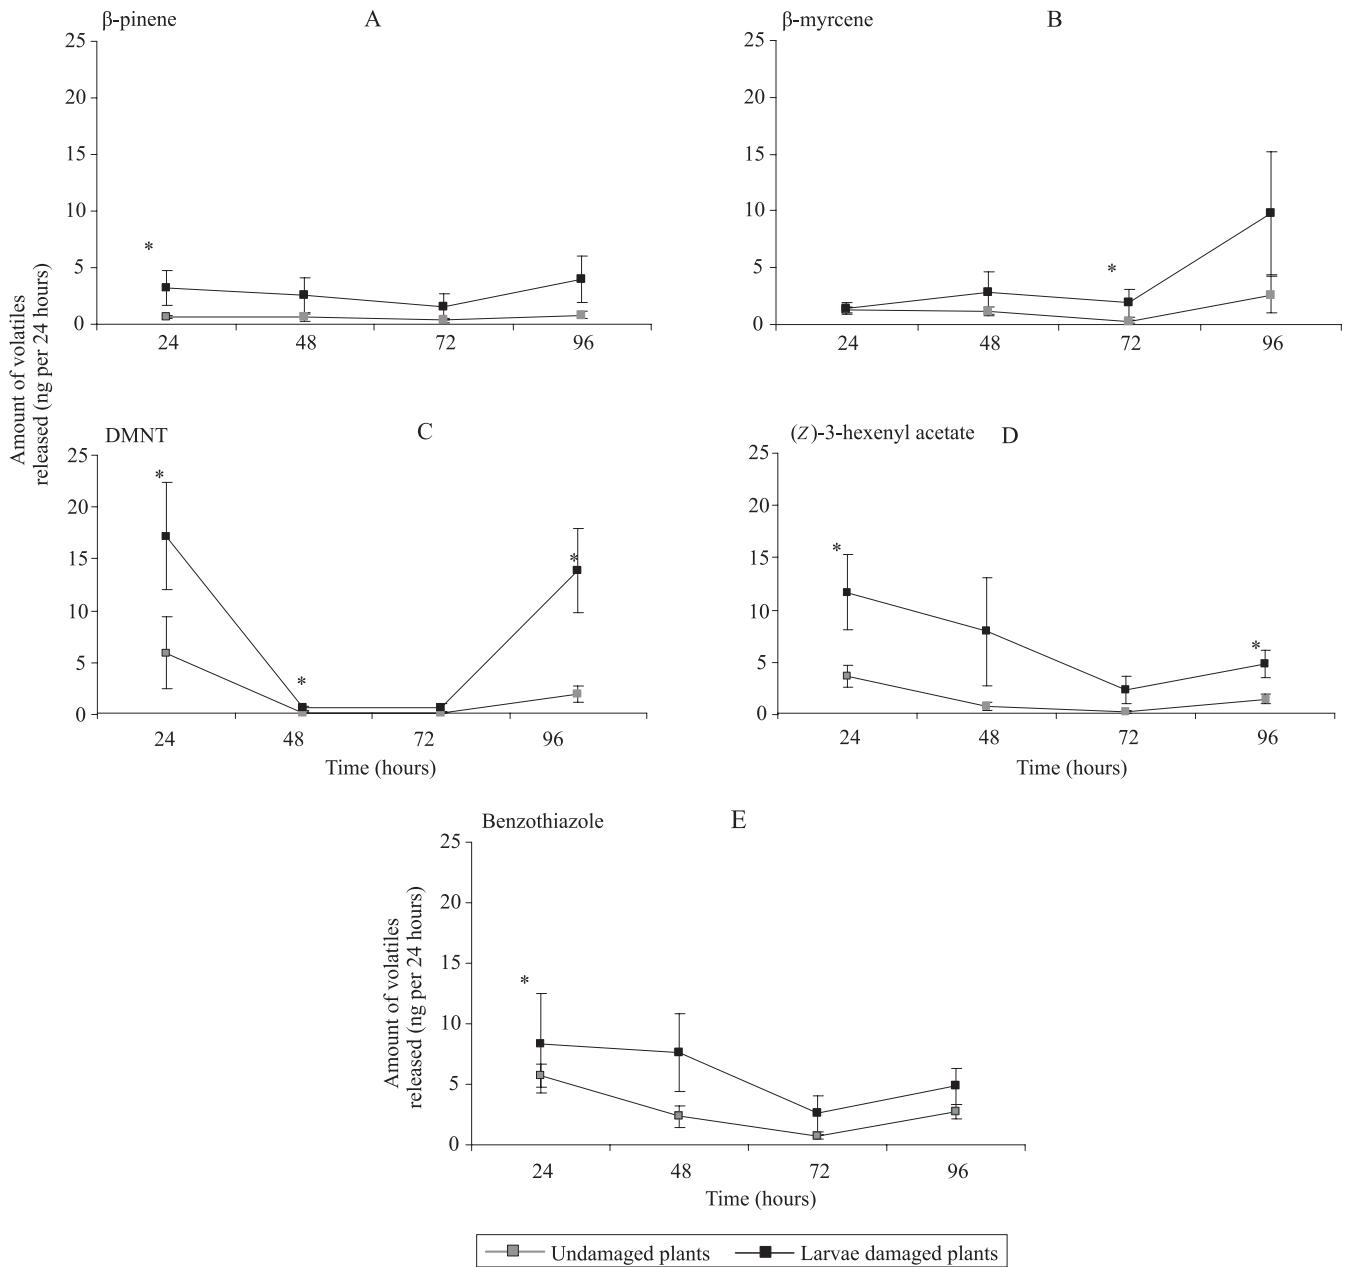 β-pinene A
25
20
15
10
5
0
*
24 48 72 96
β-myrcene B
25
20
15
10
5
0
*
24 48 72 96
Amount of volatiles
released (ng per 24 hours)
DMNT C
25
20
15
10
5
0
* * *
24 48 72 96
Time (hours)
(Z)-3-hexenyl acetate D
25
20
15
10
5
0
* *
24 48 72 96
Time (hours)
Benzothiazole E
Amount of volatiles
released (ng per 24 hours)
25
20
15
10
5
0
*
24 48 72 96
Time (hours)
Undamaged plants Larvae damaged plants